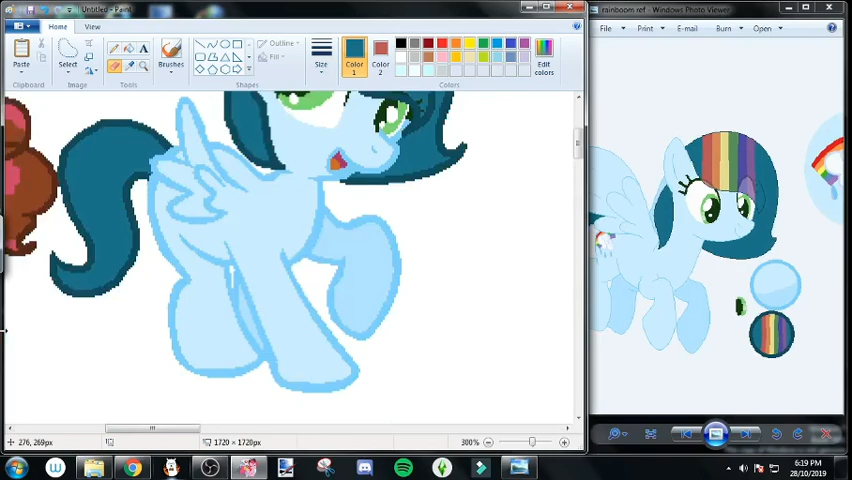 Untitled - Paint
rainboom ref - Windows Photo Viewer
Home View
File Print E-mail Burn Open
Paste Select Brushes Outline Fill Size Color 1 Color 2 Edit colors
Clipboard Image Tools Shapes Colors
276, 269px 1720 × 1720px 300%
6:19 PM
28/10/2019